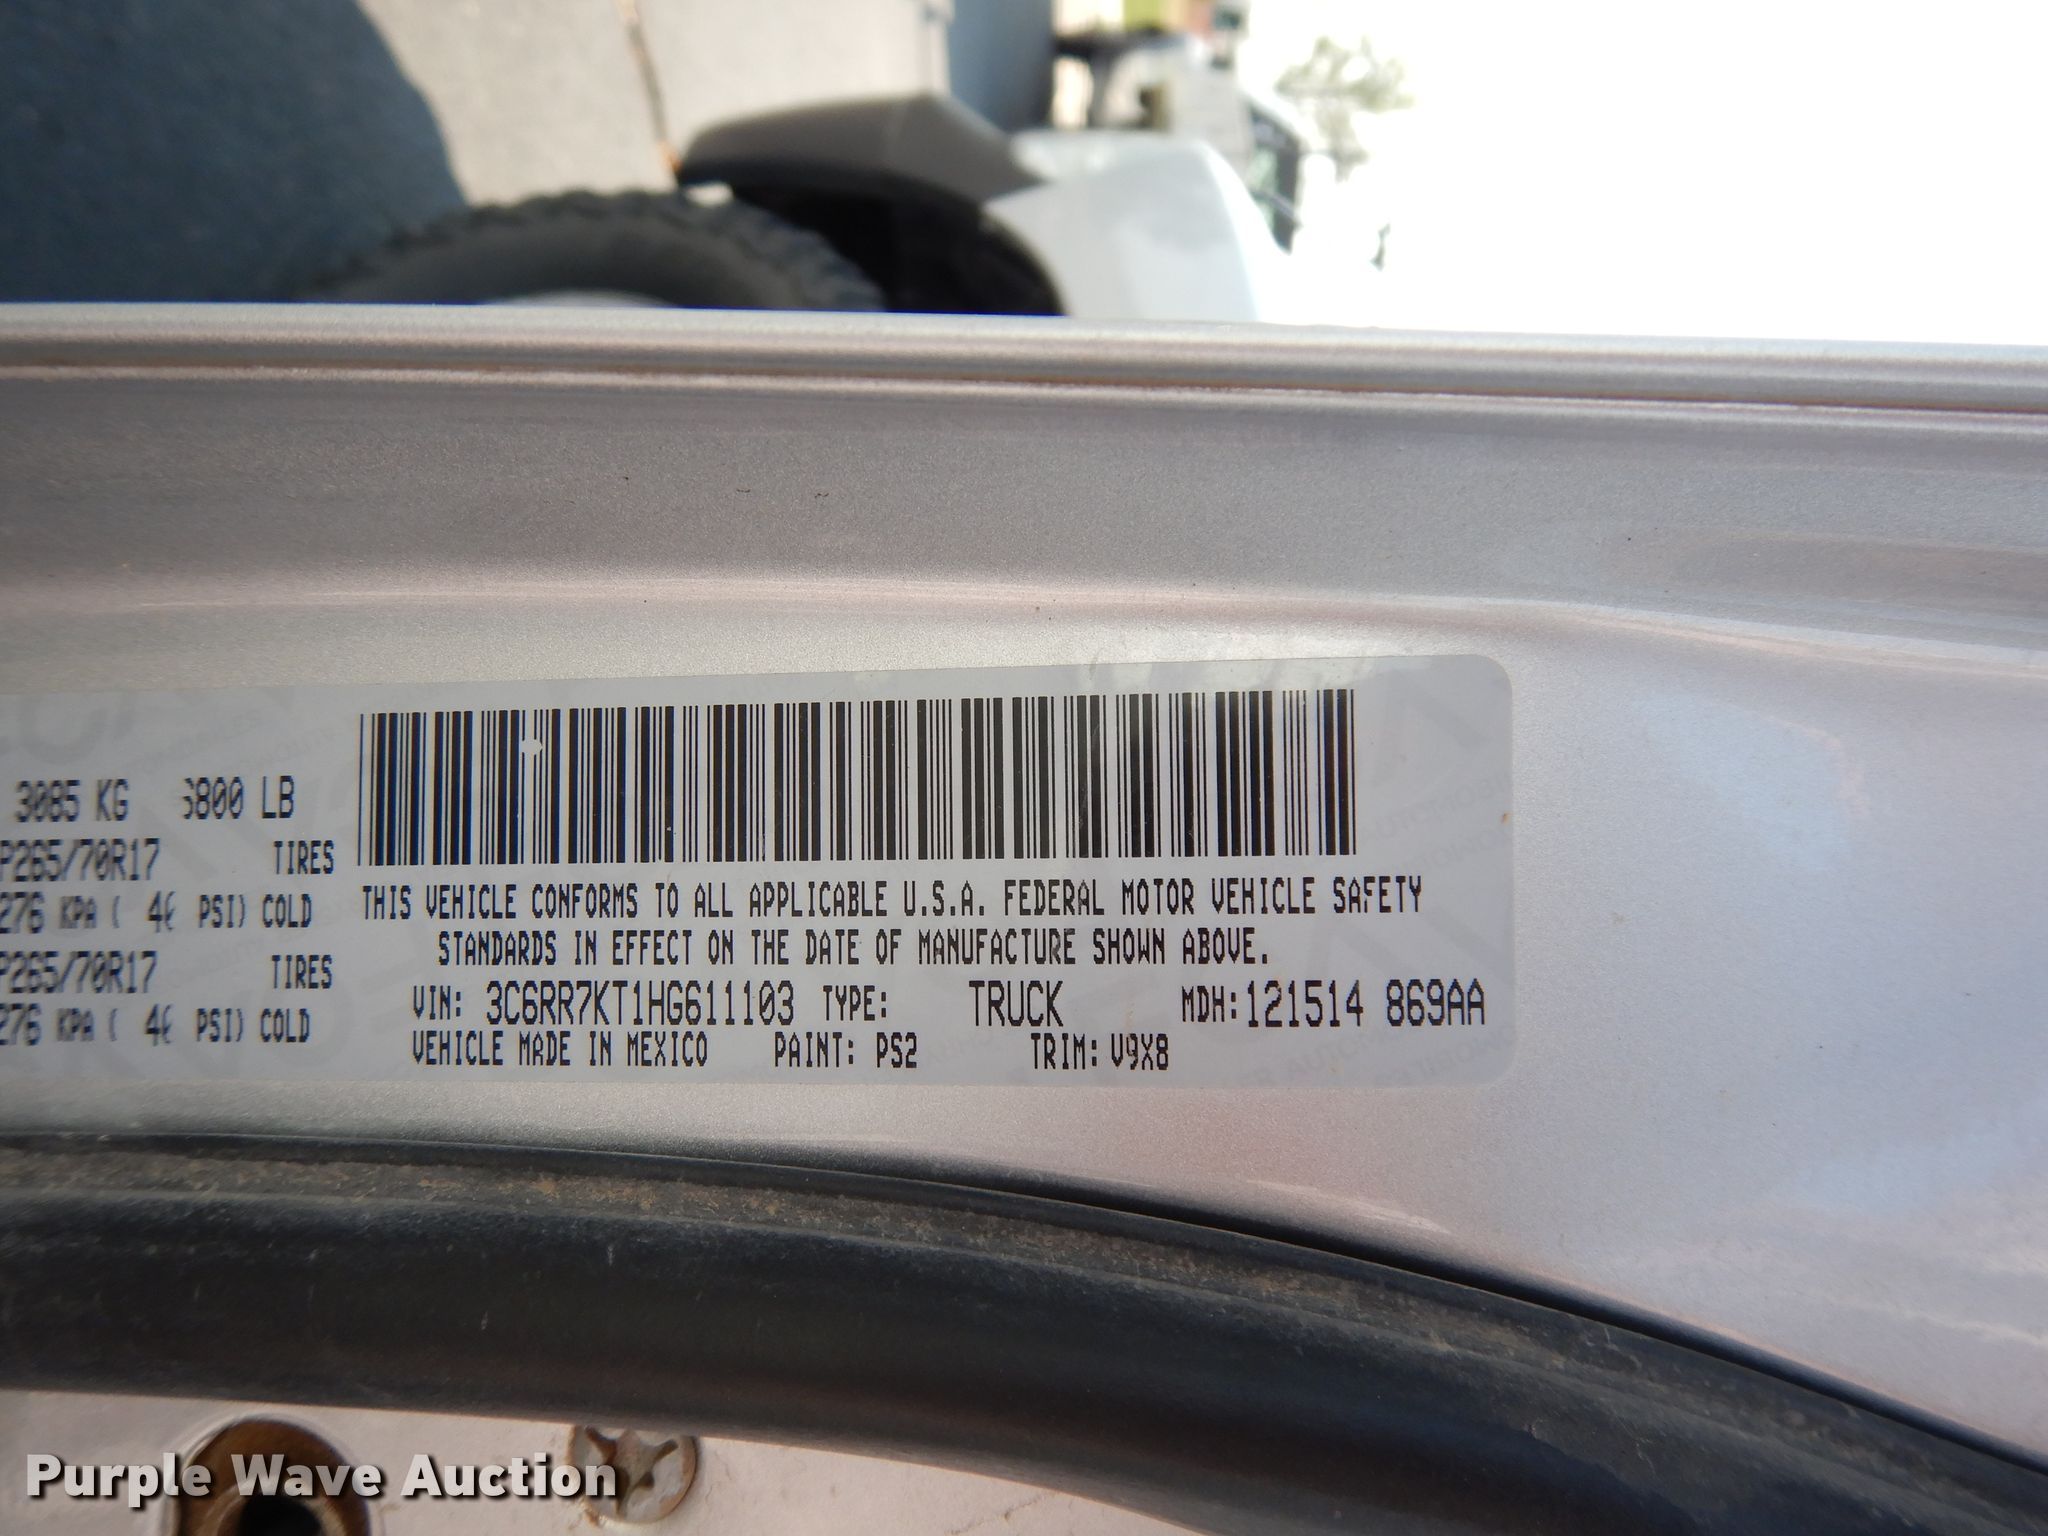 3085 KG 6800 LB
P265/70R17 TIRES
276 KPA ( 40 PSI) COLD
P265/70R17 TIRES
276 KPA ( 40 PSI) COLD
THIS VEHICLE CONFORMS TO ALL APPLICABLE U.S.A. FEDERAL MOTOR VEHICLE SAFETY
STANDARDS IN EFFECT ON THE DATE OF MANUFACTURE SHOWN ABOVE.
VIN: 3C6RR7KT1HG611103 TYPE: TRUCK MDH:121514 869AA
VEHICLE MADE IN MEXICO PAINT: PS2 TRIM: V9X8
Purple Wave Auction